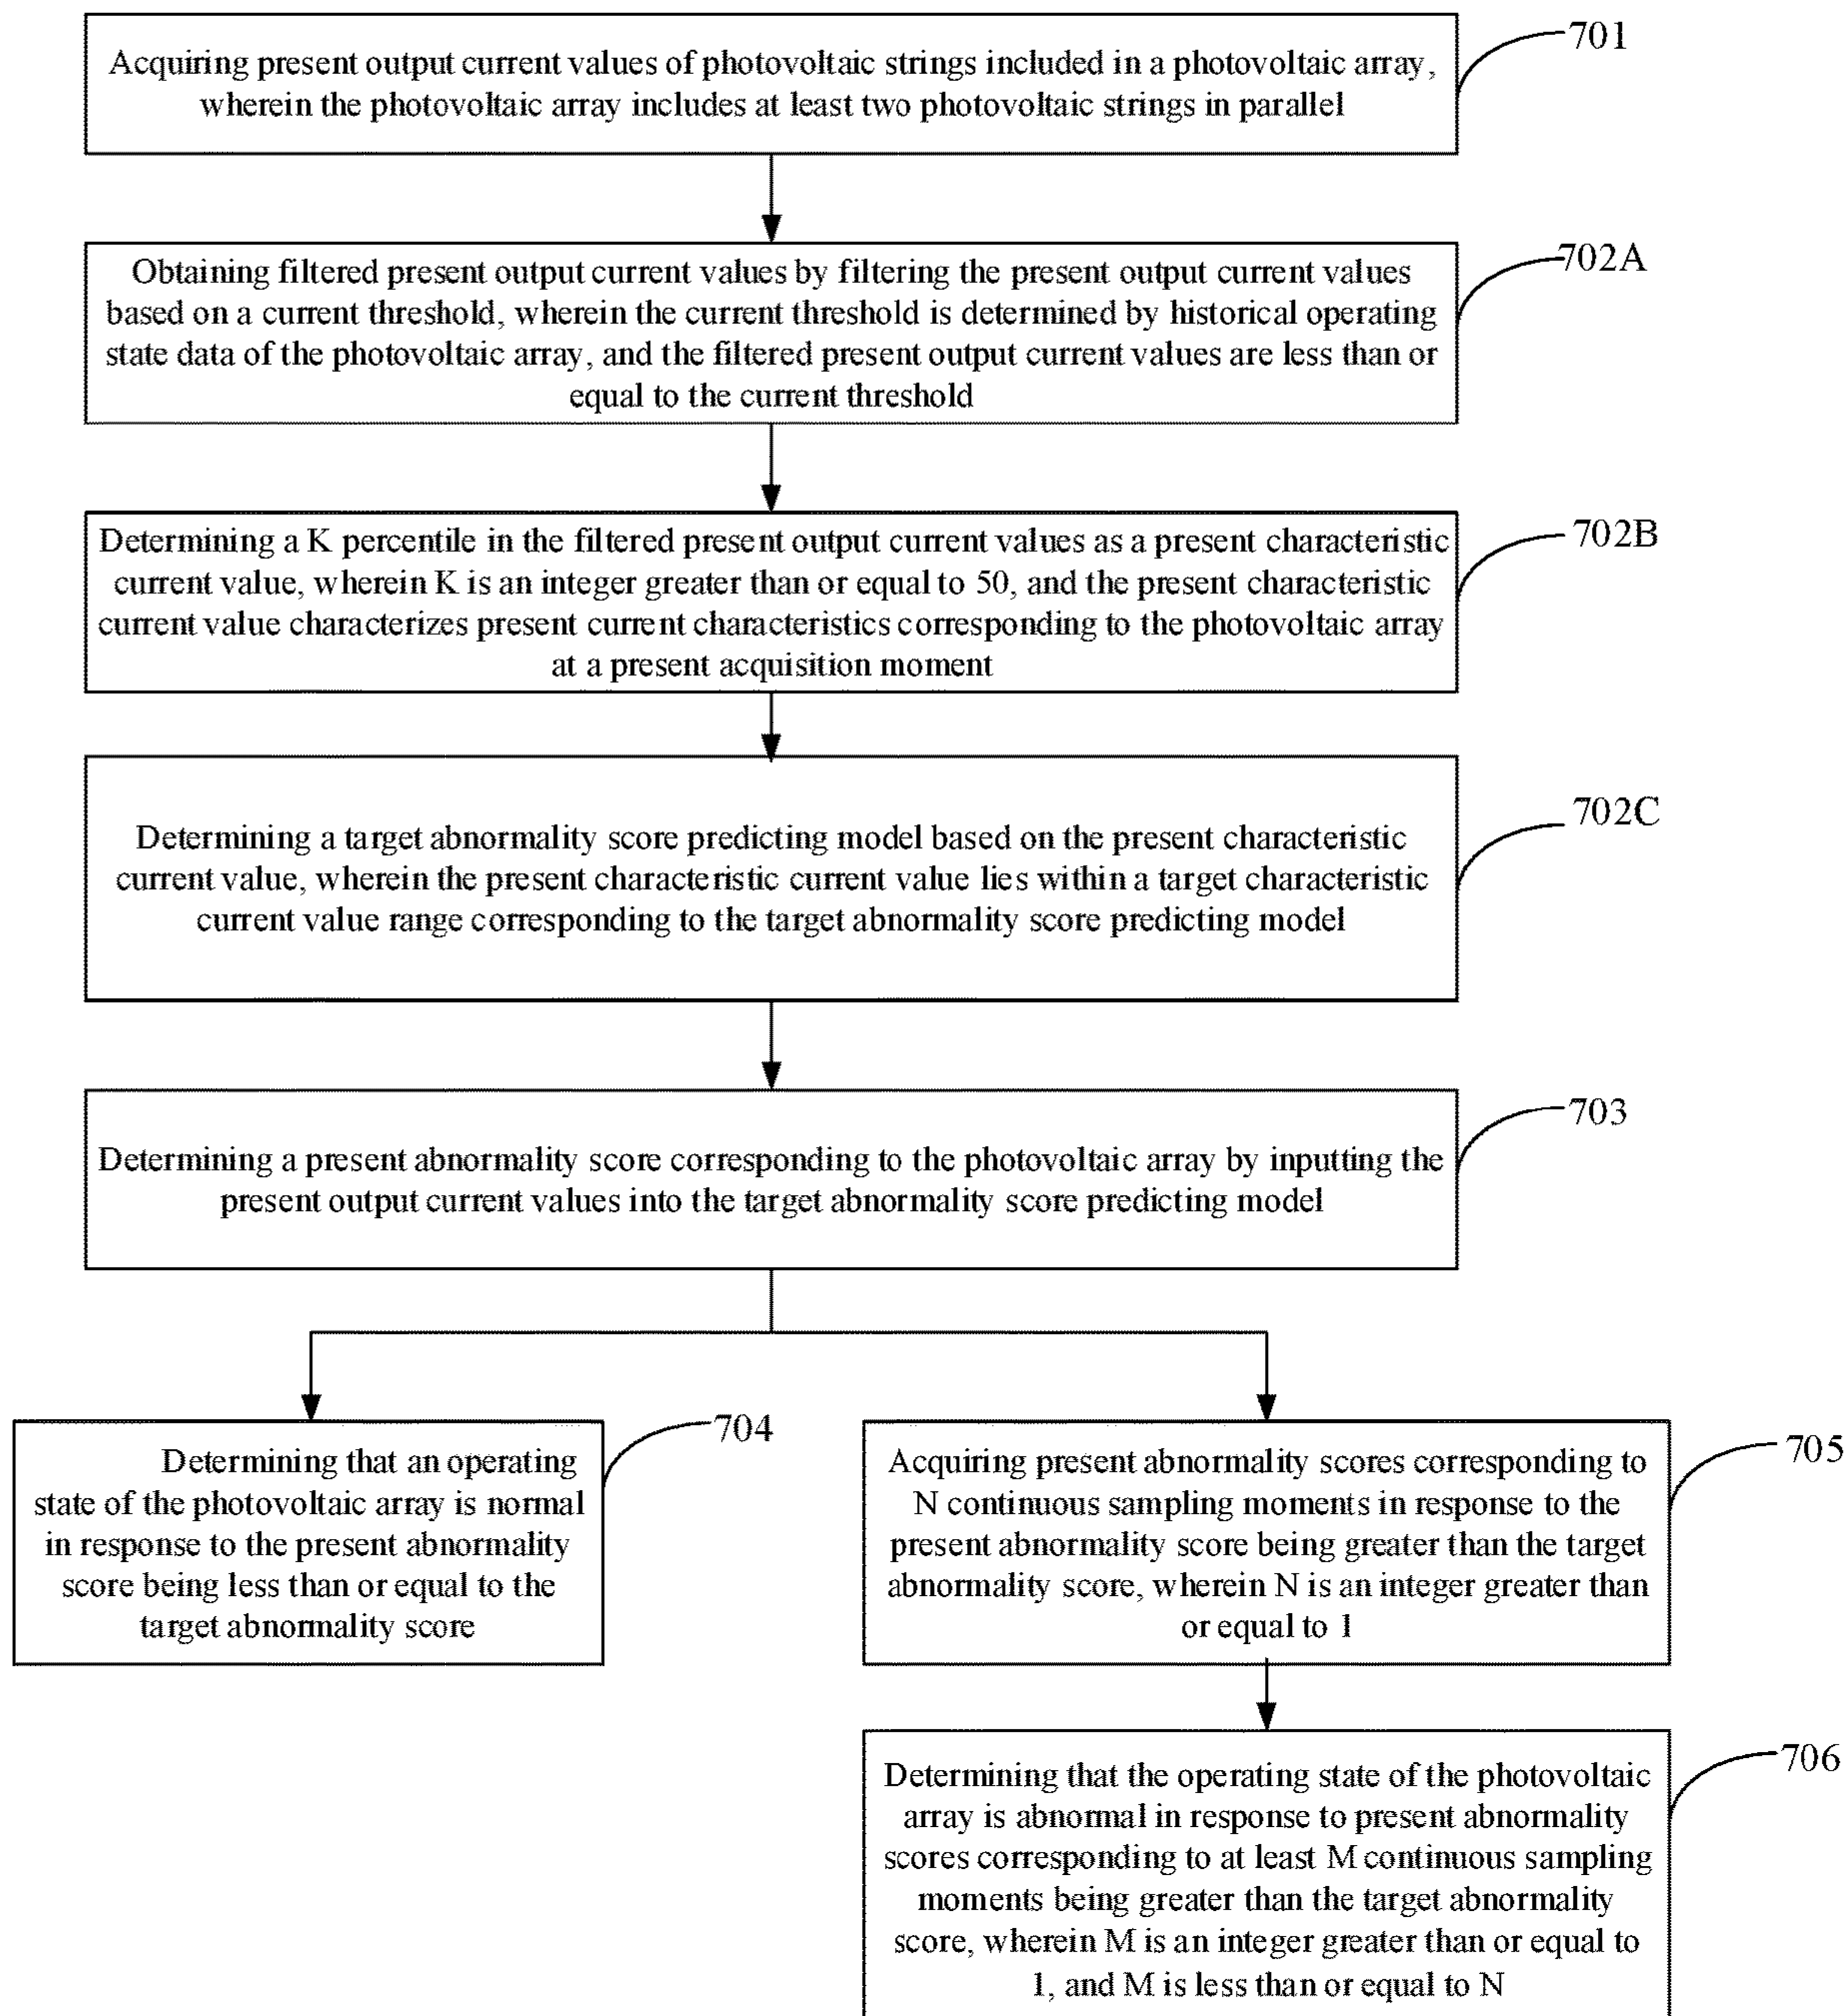 Acquiring present output current values of photovoltaic strings included in a photovoltaic array,
wherein the photovoltaic array includes at least two photovoltaic strings in parallel
701
Obtaining filtered present output current values by filtering the present output current values
based on a current threshold, wherein the current threshold is determined by historical operating
state data of the photovoltaic array, and the filtered present output current values are less than or
equal to the current threshold
702A
Determining a K percentile in the filtered present output current values as a present characteristic
current value, wherein K is an integer greater than or equal to 50, and the present characteristic
current value characterizes present current characteristics corresponding to the photovoltaic array
at a present acquisition moment
702B
Determining a target abnormality score predicting model based on the present characteristic
current value, wherein the present characteristic current value lies within a target characteristic
current value range corresponding to the target abnormality score predicting model
702C
Determining a present abnormality score corresponding to the photovoltaic array by inputting the
present output current values into the target abnormality score predicting model
703
Determining that an operating
state of the photovoltaic array is normal
in response to the present abnormality
score being less than or equal to the
target abnormality score
704
Acquiring present abnormality scores corresponding to
N continuous sampling moments in response to the
present abnormality score being greater than the target
abnormality score, wherein N is an integer greater than
or equal to 1
705
Determining that the operating state of the photovoltaic
array is abnormal in response to present abnormality
scores corresponding to at least M continuous sampling
moments being greater than the target abnormality
score, wherein M is an integer greater than or equal to
1, and M is less than or equal to N
706